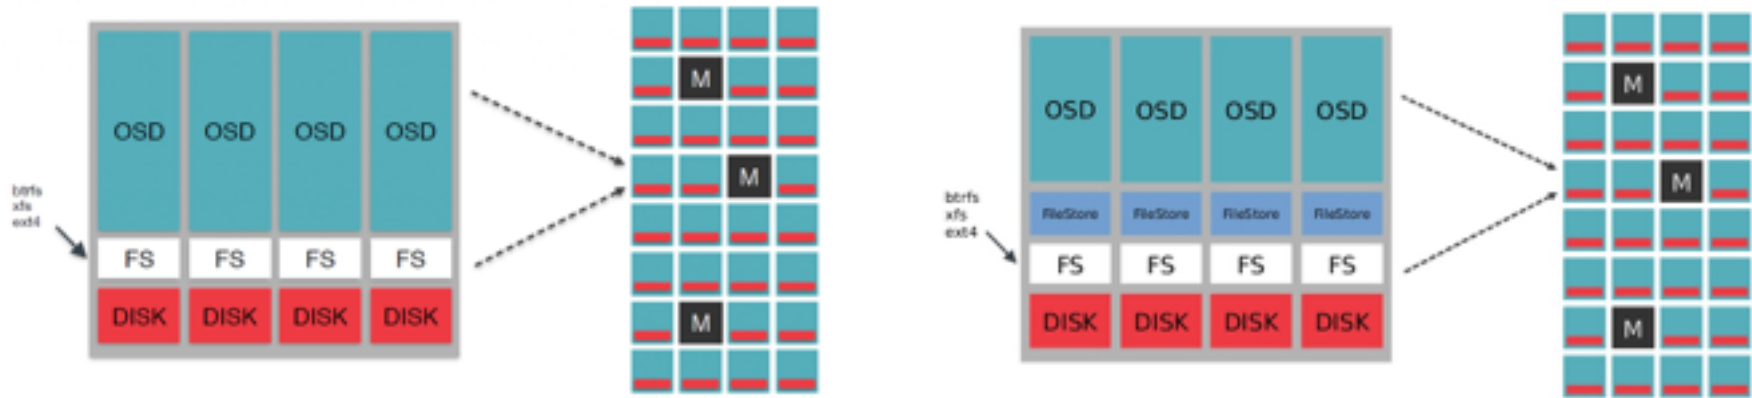 OSD OSD OSD OSD
btrfs
xfs
ext4
FS FS FS FS
DISK DISK DISK DISK
M
M
M
OSD OSD OSD OSD
FileStore FileStore FileStore FileStore
btrfs
xfs
ext4
FS FS FS FS
DISK DISK DISK DISK
M
M
M